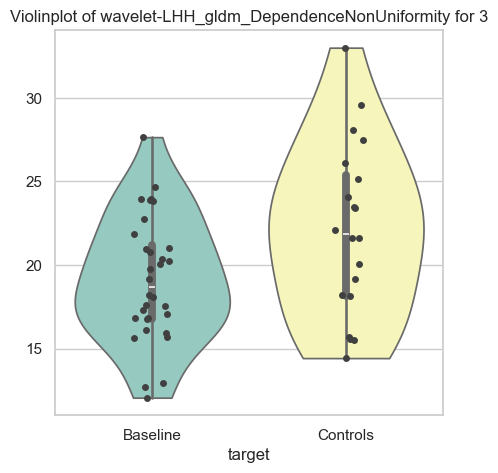 Violinplot of wavelet-LHH_gldm_DependenceNonUniformity for 3
30
25
20
15
Baseline
Controls
target